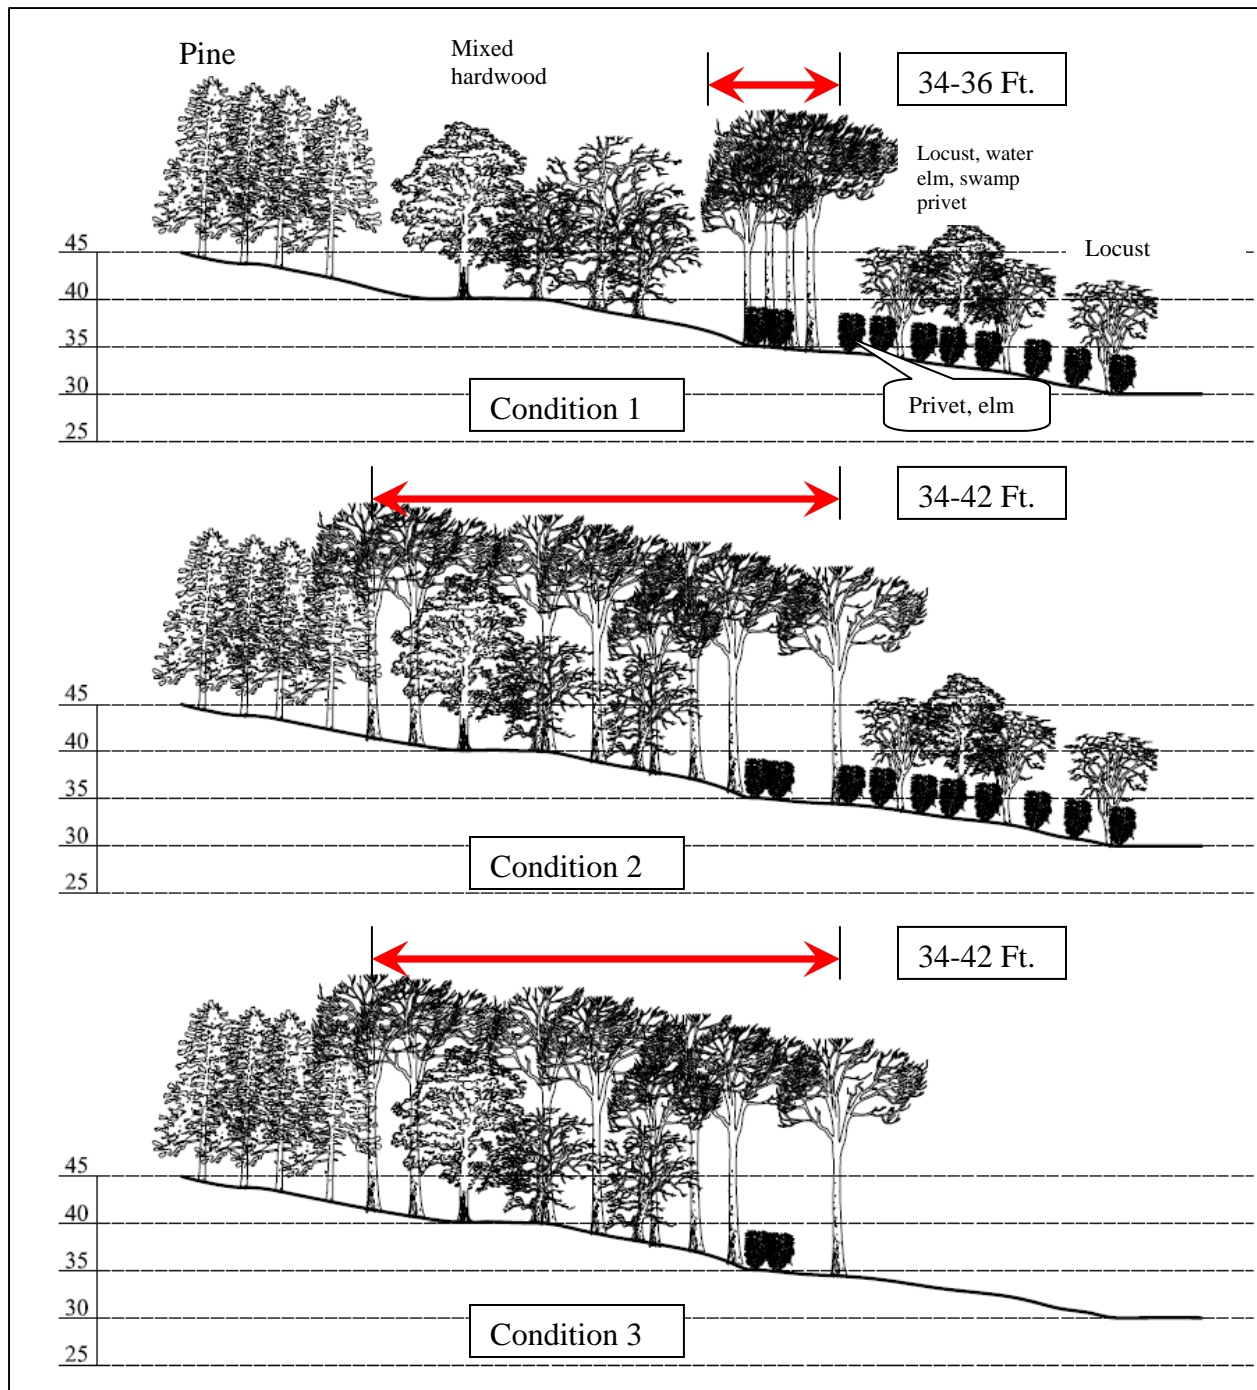 Pine
Mixed
hardwood
34-36 Ft.
Locust, water
elm, swamp
privet
Locust
45
40
35
30
25
Condition 1
Privet, elm
34-42 Ft.
45
40
35
30
25
Condition 2
34-42 Ft.
45
40
35
30
25
Condition 3